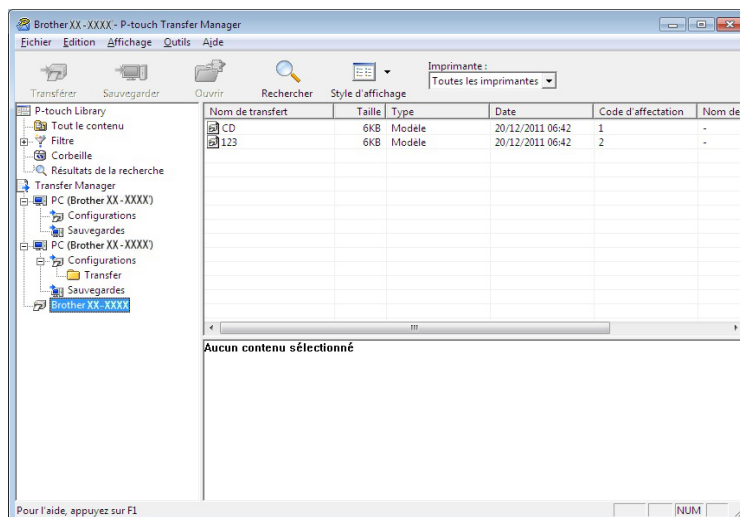 Brother XX-XXXX - P-touch Transfer Manager
Fichier Edition Affichage Outils Aide
Transférer Sauvegarder Ouvrir Rechercher Style d'affichage
Imprimante :
Toutes les imprimantes
P-touch Library
Tout le contenu
Filtre
Corbeille
Résultats de la recherche
Transfer Manager
PC (Brother XX-XXXX)
Configurations
Sauvegardes
PC (Brother XX-XXXX)
Configurations
Transfer
Sauvegardes
Brother XX-XXXX
Nom de transfert Taille Type Date Code d'affectation Nom de
CD 6KB Modèle 20/12/2011 06:42 1 -
123 6KB Modèle 20/12/2011 06:42 2 -
Aucun contenu sélectionné
Pour l'aide, appuyez sur F1 NUM